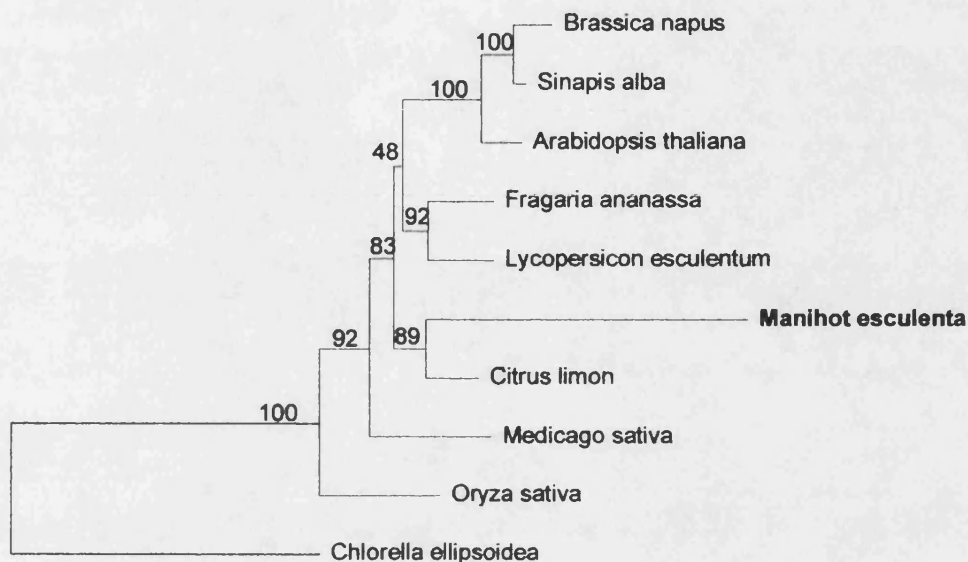 Brassica napus
100
Sinapis alba
100
Arabidopsis thaliana
48
Fragaria ananassa
92
Lycopersicon esculentum
83
Manihot esculenta
92
89
Citrus limon
100
Medicago sativa
Oryza sativa
Chlorella ellipsoidea